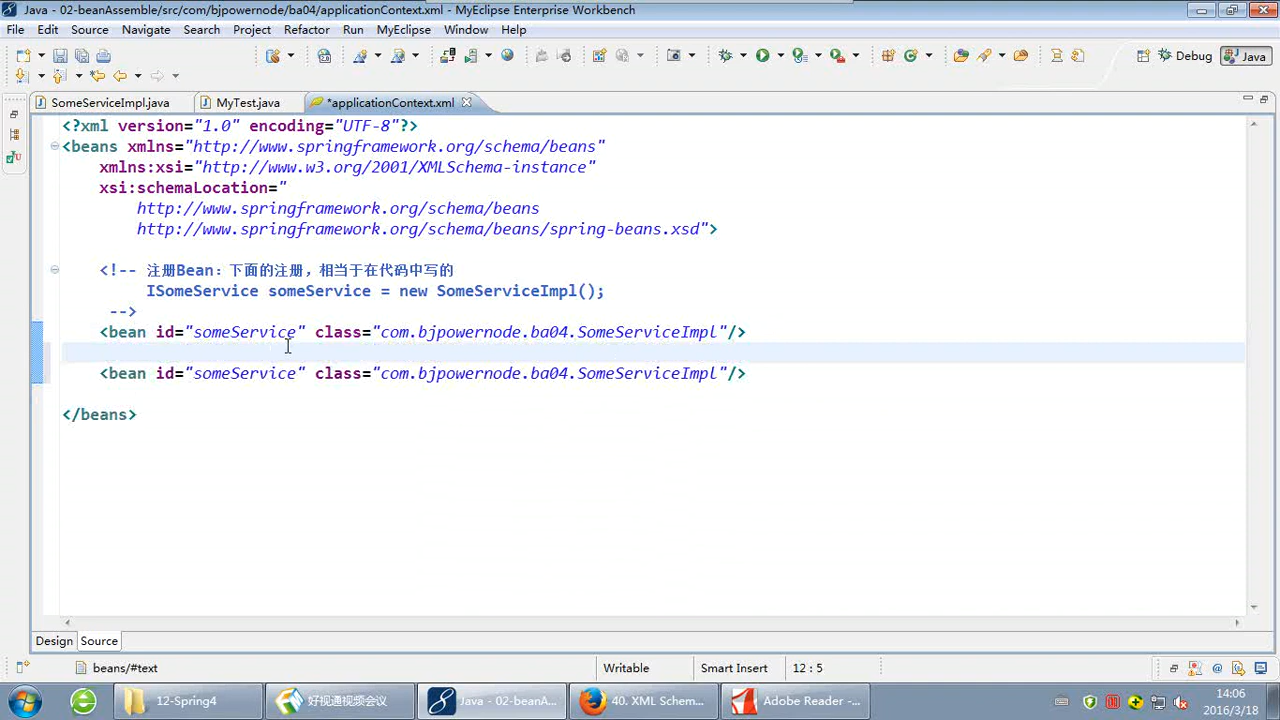 Java - 02-beanAssemble/src/com/bjpowernode/ba04/applicationContext.xml - MyEclipse Enterprise Workbench
File Edit Source Navigate Search Project Refactor Run MyEclipse Window Help
Debug Java
SomeServiceImpl.java MyTest.java *applicationContext.xml
<?xml version="1.0" encoding="UTF-8"?>
<beans xmlns="http://www.springframework.org/schema/beans"
xmlns:xsi="http://www.w3.org/2001/XMLSchema-instance"
xsi:schemaLocation="
http://www.springframework.org/schema/beans
http://www.springframework.org/schema/beans/spring-beans.xsd">
<!-- 注册Bean：下面的注册，相当于在代码中写的
ISomeService someService = new SomeServiceImpl();
-->
<bean id="someService" class="com.bjpowernode.ba04.SomeServiceImpl"/>
<bean id="someService" class="com.bjpowernode.ba04.SomeServiceImpl"/>
</beans>
Design Source
beans/#text Writable Smart Insert 12 : 5
12-Spring4 好视通视频会议 Java - 02-beanA... 40. XML Schem... Adobe Reader -... 14:06
2016/3/18